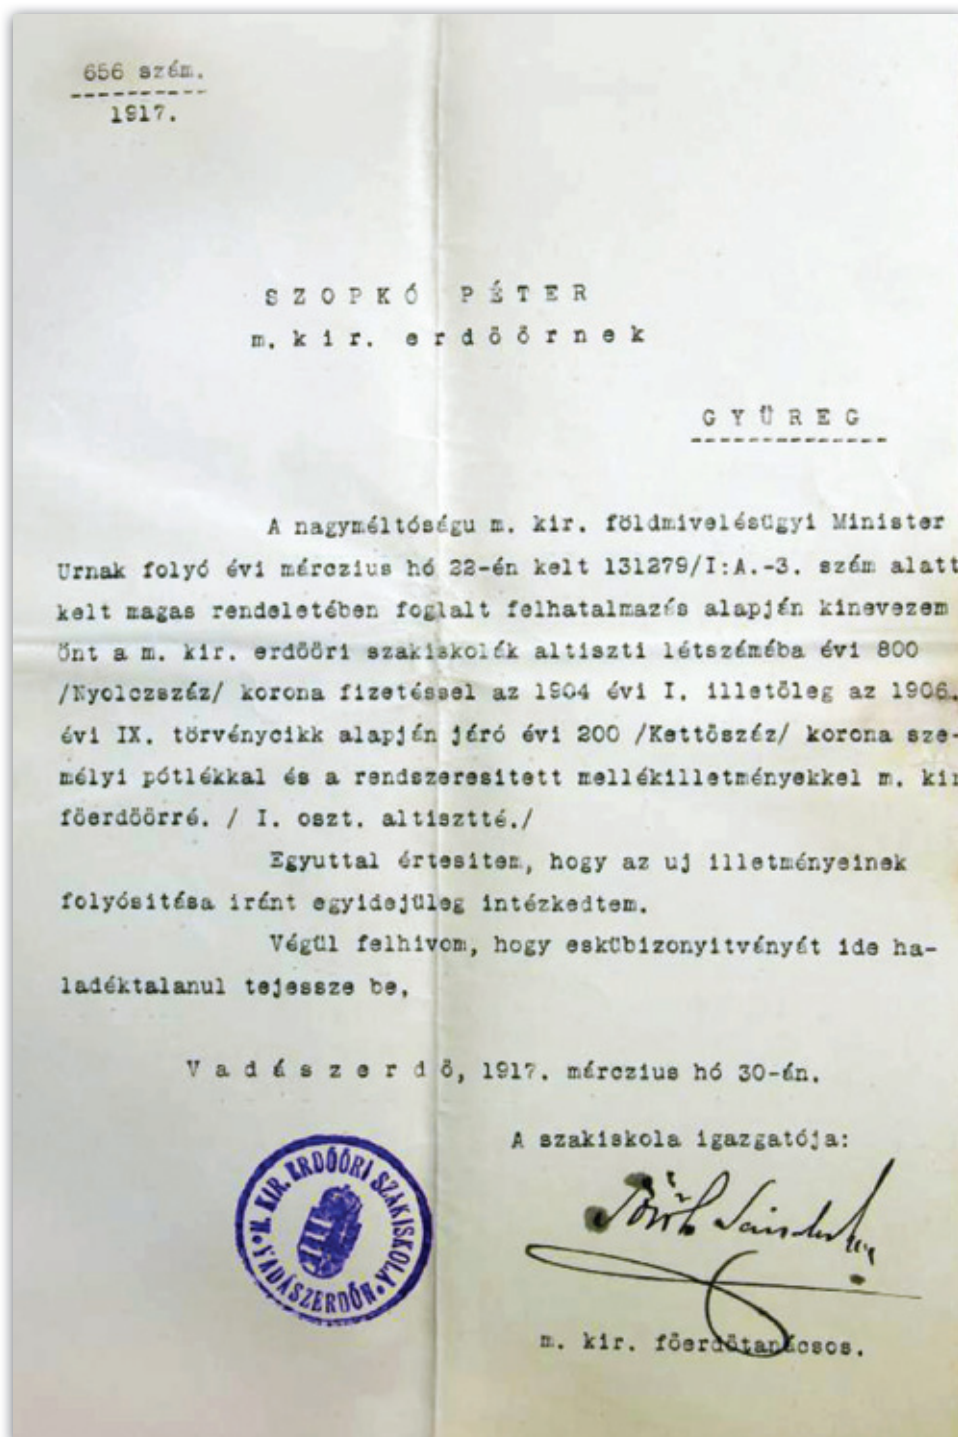 656 szám.
1917.
SZOPKÓ PÉTER
m. kir. erdőőrnek
GYÜREG
A nagyméltóságu m. kir. földmivelésügyi Minister
Urnak folyó évi márczius hó 22-én kelt 131279/I:A.-3. szám alatt
kelt magas rendeletében foglalt felhatalmazás alapján kinevezem
Önt a m. kir. erdőőri szakiskolák altiszti létszámába évi 800
/Nyolczszáz/ korona fizetéssel az 1904 évi I. illetőleg az 1906.
évi IX. törvénycikk alapján járó évi 200 /Kettőszáz/ korona sze-
mélyi pótlékkal és a rendszeresitett mellékilletményekkel m. kir
főerdőőrré. / I. oszt. altisztté./
Egyuttal értesitem, hogy az uj illetményeinek
folyósitása iránt egyidejüleg intézkedtem.
Végül felhivom, hogy eskübizonyitványát ide ha-
ladéktalanul tejessze be,
Vadászerdő, 1917. márczius hó 30-án.
A szakiskola igazgatója:
Török Sándor
m. kir. főerdőtanácsos.
M. KIR. ERDŐŐRI SZAKISKOLA • VADÁSZERDŐN •